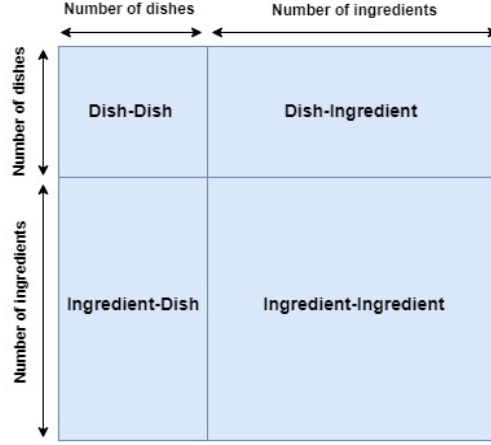 Number of dishes
Number of ingredients
Number of dishes
Dish-Dish
Dish-Ingredient
Number of ingredients
Ingredient-Dish
Ingredient-Ingredient